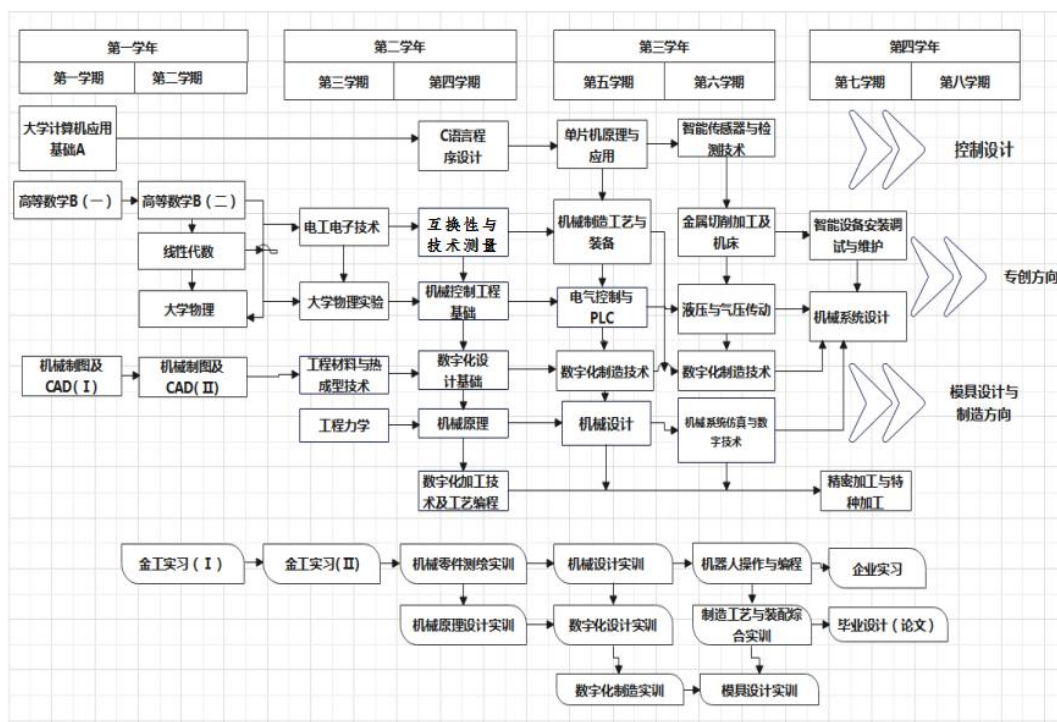 第一学年
第二学年
第三学年
第四学年
第一学期
第二学期
第三学期
第四学期
第五学期
第六学期
第七学期
第八学期
大学计算机应用
基础A
C语言程
序设计
单片机原理与
应用
智能传感器与检
测技术
控制设计
高等数学B（一）
高等数学B（二）
线性代数
大学物理
电工电子技术
互换性与
技术测量
机械制造工艺与
装备
金属切削加工及
机床
智能设备安装调
试与维护
专创方向
大学物理实验
机械控制工程
基础
电气控制与
PLC
液压与气压传动
机械系统设计
机械制图及
CAD(Ⅰ)
机械制图及
CAD(Ⅱ)
工程材料与热
成型技术
数字化设
计基础
数字化制造技术
数字化制造技术
模具设计与
制造方向
工程力学
机械原理
机械设计
机械系统仿真与数
字技术
数字化加工技
术及工艺编程
精密加工与特
种加工
金工实习（Ⅰ）
金工实习(Ⅱ)
机械零件测绘实训
机械设计实训
机器人操作与编程
企业实习
机械原理设计实训
数字化设计实训
制造工艺与装配综
合实训
毕业设计（论文）
数字化制造实训
模具设计实训